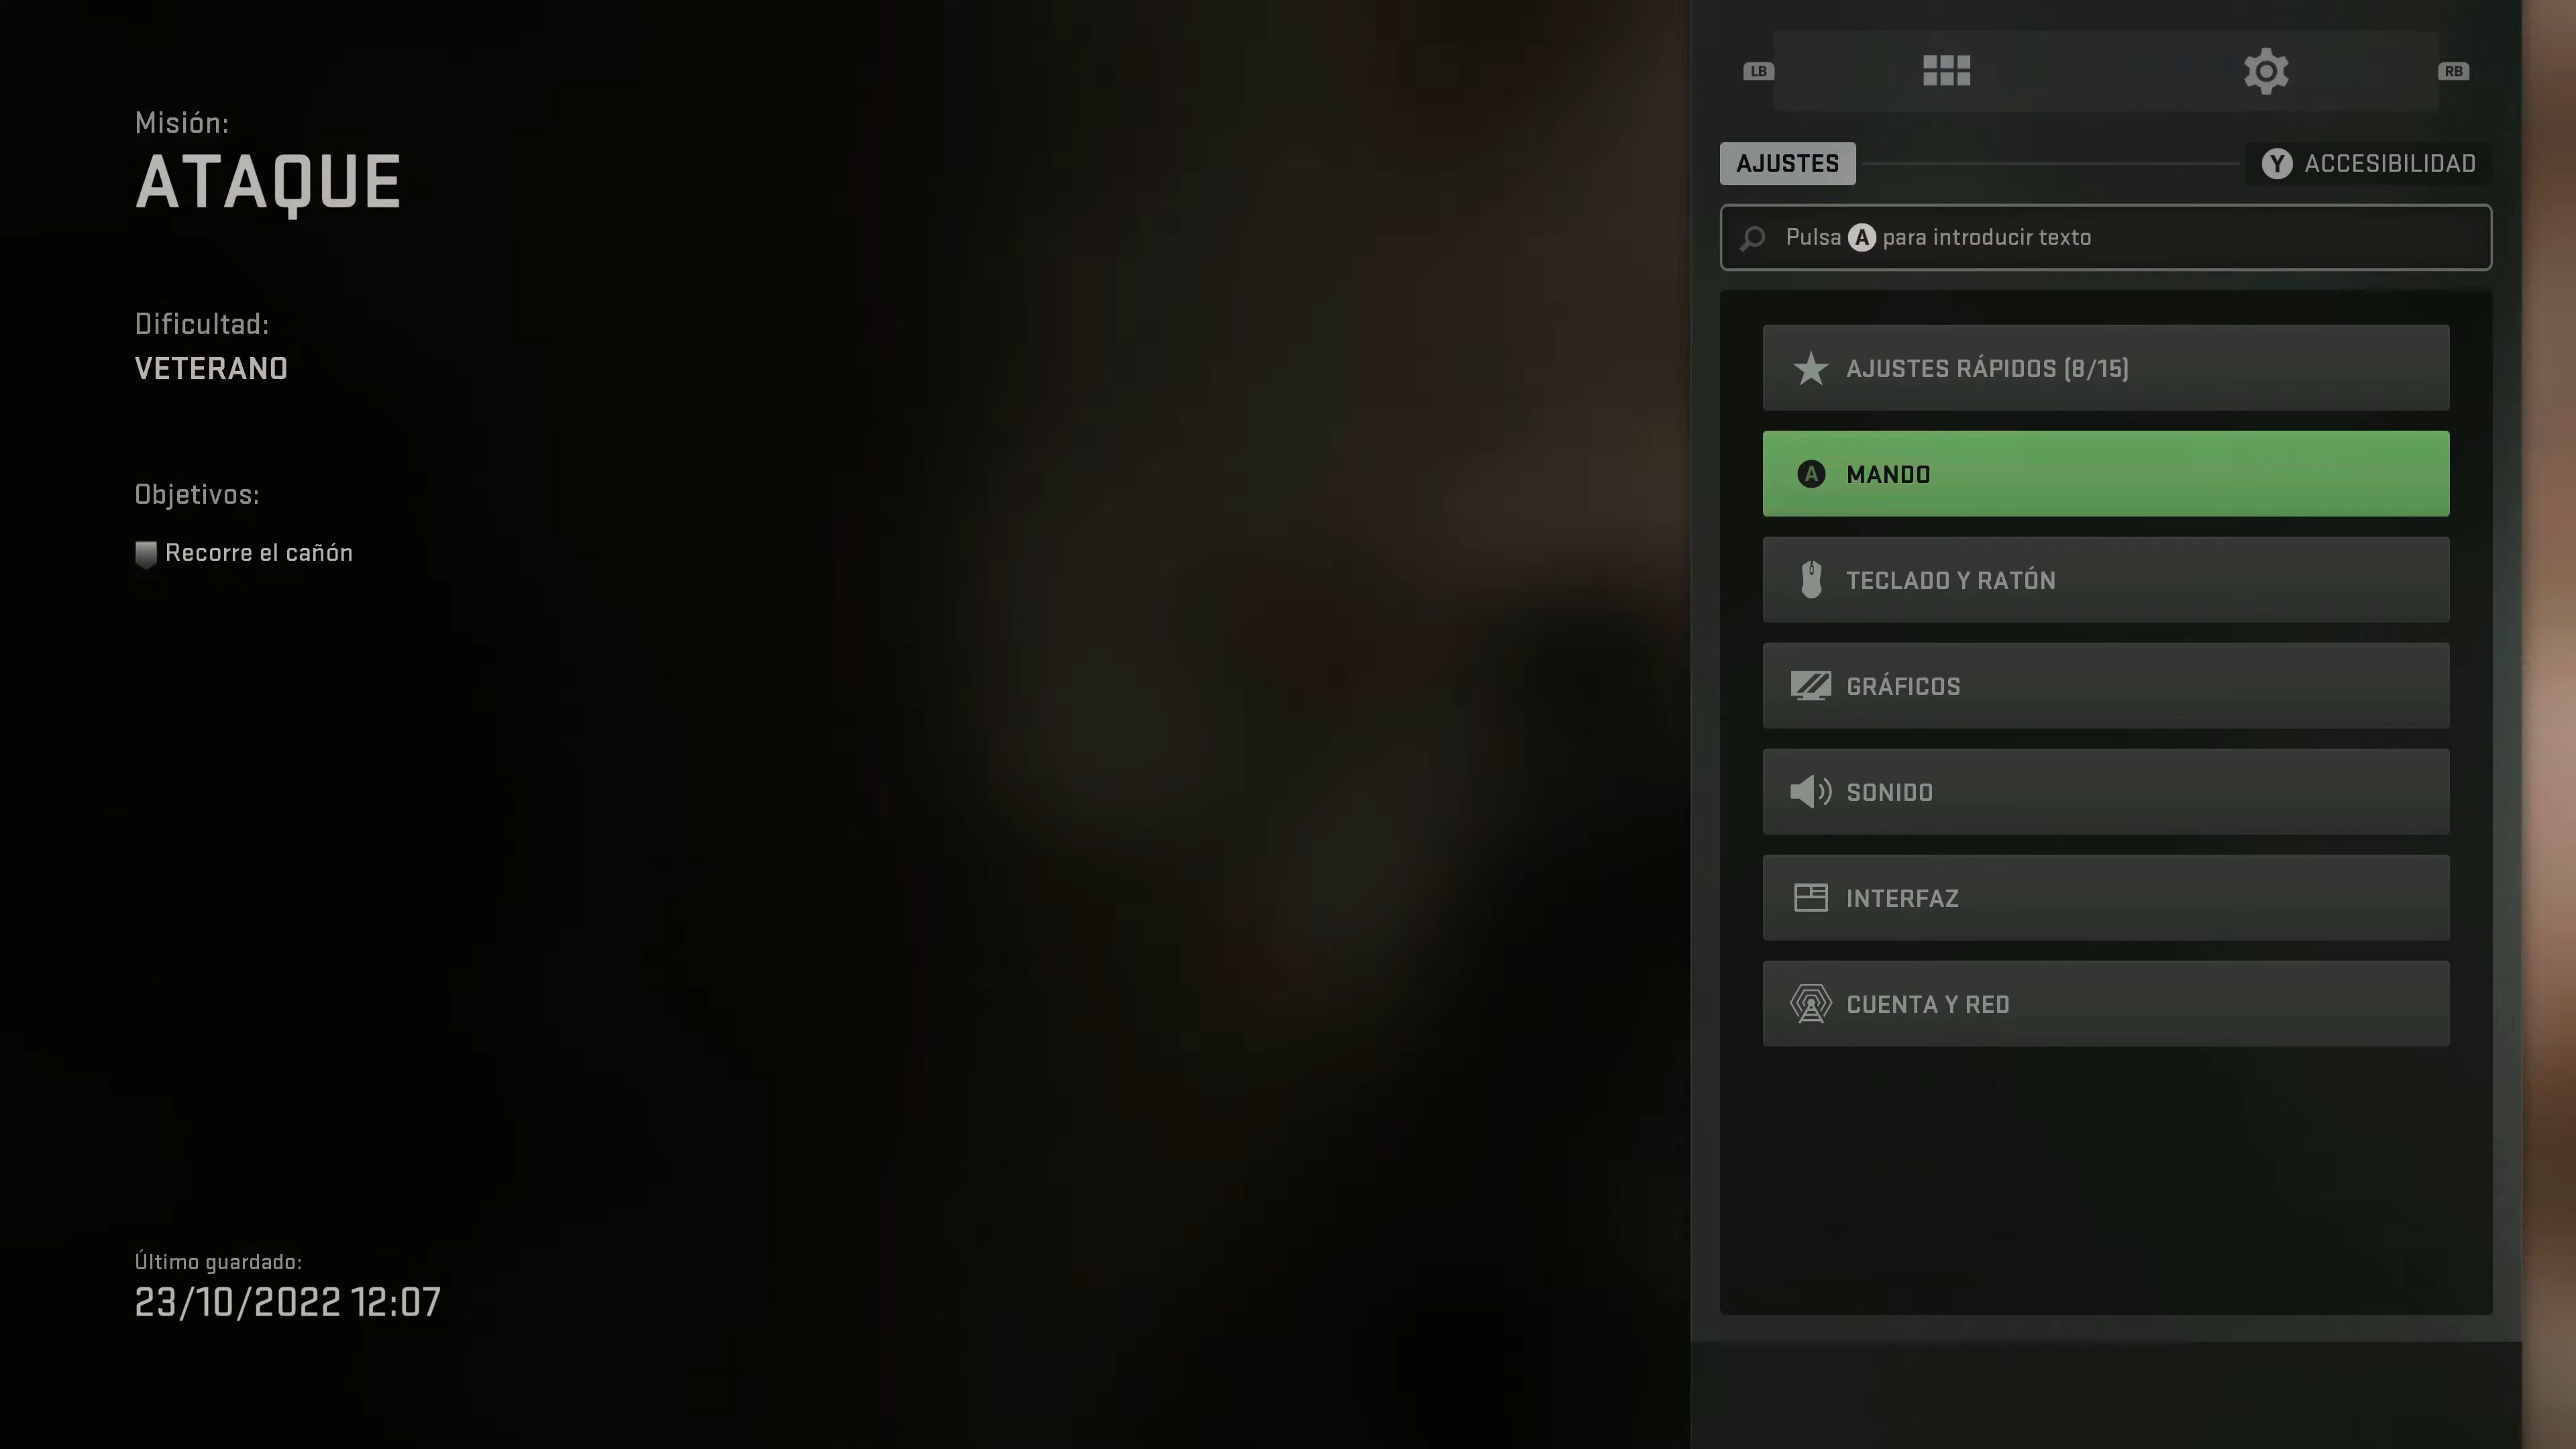 Misión:
ATAQUE
Dificultad:
VETERANO
Objetivos:
Recorre el cañón
Último guardado:
23/10/2022 12:07
LB
RB
AJUSTES
Y ACCESIBILIDAD
Pulsa A para introducir texto
AJUSTES RÁPIDOS (8/15)
A MANDO
TECLADO Y RATÓN
GRÁFICOS
SONIDO
INTERFAZ
CUENTA Y RED